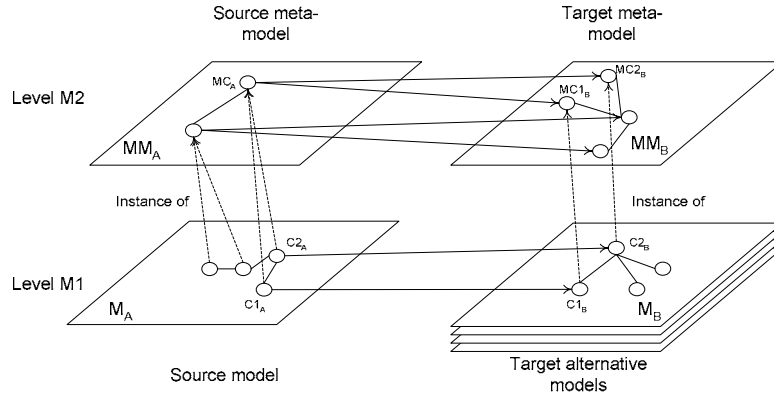 Source meta-
model
Target meta-
model
Level M2
MC_A
MC2_B
MC1_B
MM_A
MM_B
Instance of
Instance of
C2_A
C2_B
Level M1
C1_A
C1_B
M_A
M_B
Source model
Target alternative
models